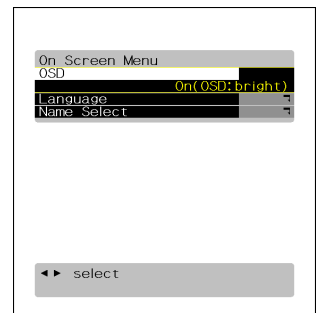 On Screen Menu
OSD
On(OSD:bright)
Language
Name Select
◄► select